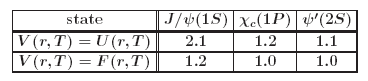 state J/ψ(1S) χc(1P) ψ′(2S)
V(r, T) = U(r, T) 2.1 1.2 1.1
V(r, T) = F(r, T) 1.2 1.0 1.0